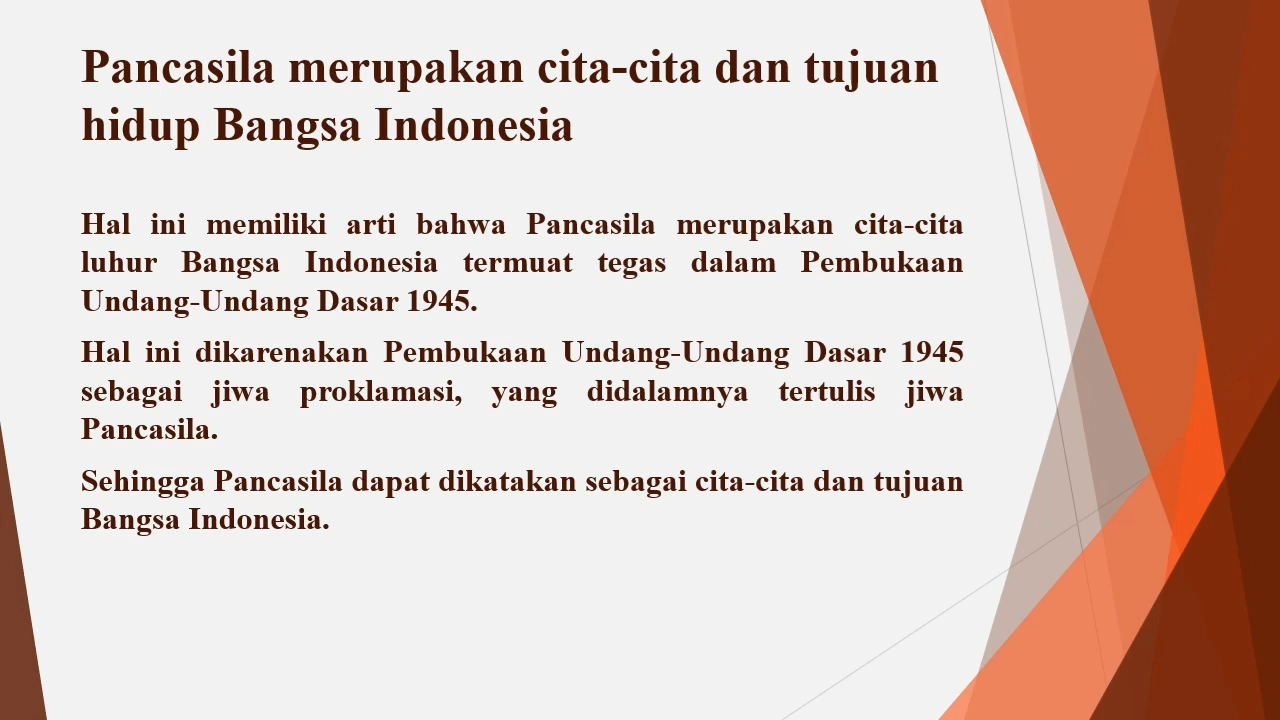 Pancasila merupakan cita-cita dan tujuan
hidup Bangsa Indonesia
Hal ini memiliki arti bahwa Pancasila merupakan cita-cita
luhur Bangsa Indonesia termuat tegas dalam Pembukaan
Undang-Undang Dasar 1945.
Hal ini dikarenakan Pembukaan Undang-Undang Dasar 1945
sebagai jiwa proklamasi, yang didalamnya tertulis jiwa
Pancasila.
Sehingga Pancasila dapat dikatakan sebagai cita-cita dan tujuan
Bangsa Indonesia.